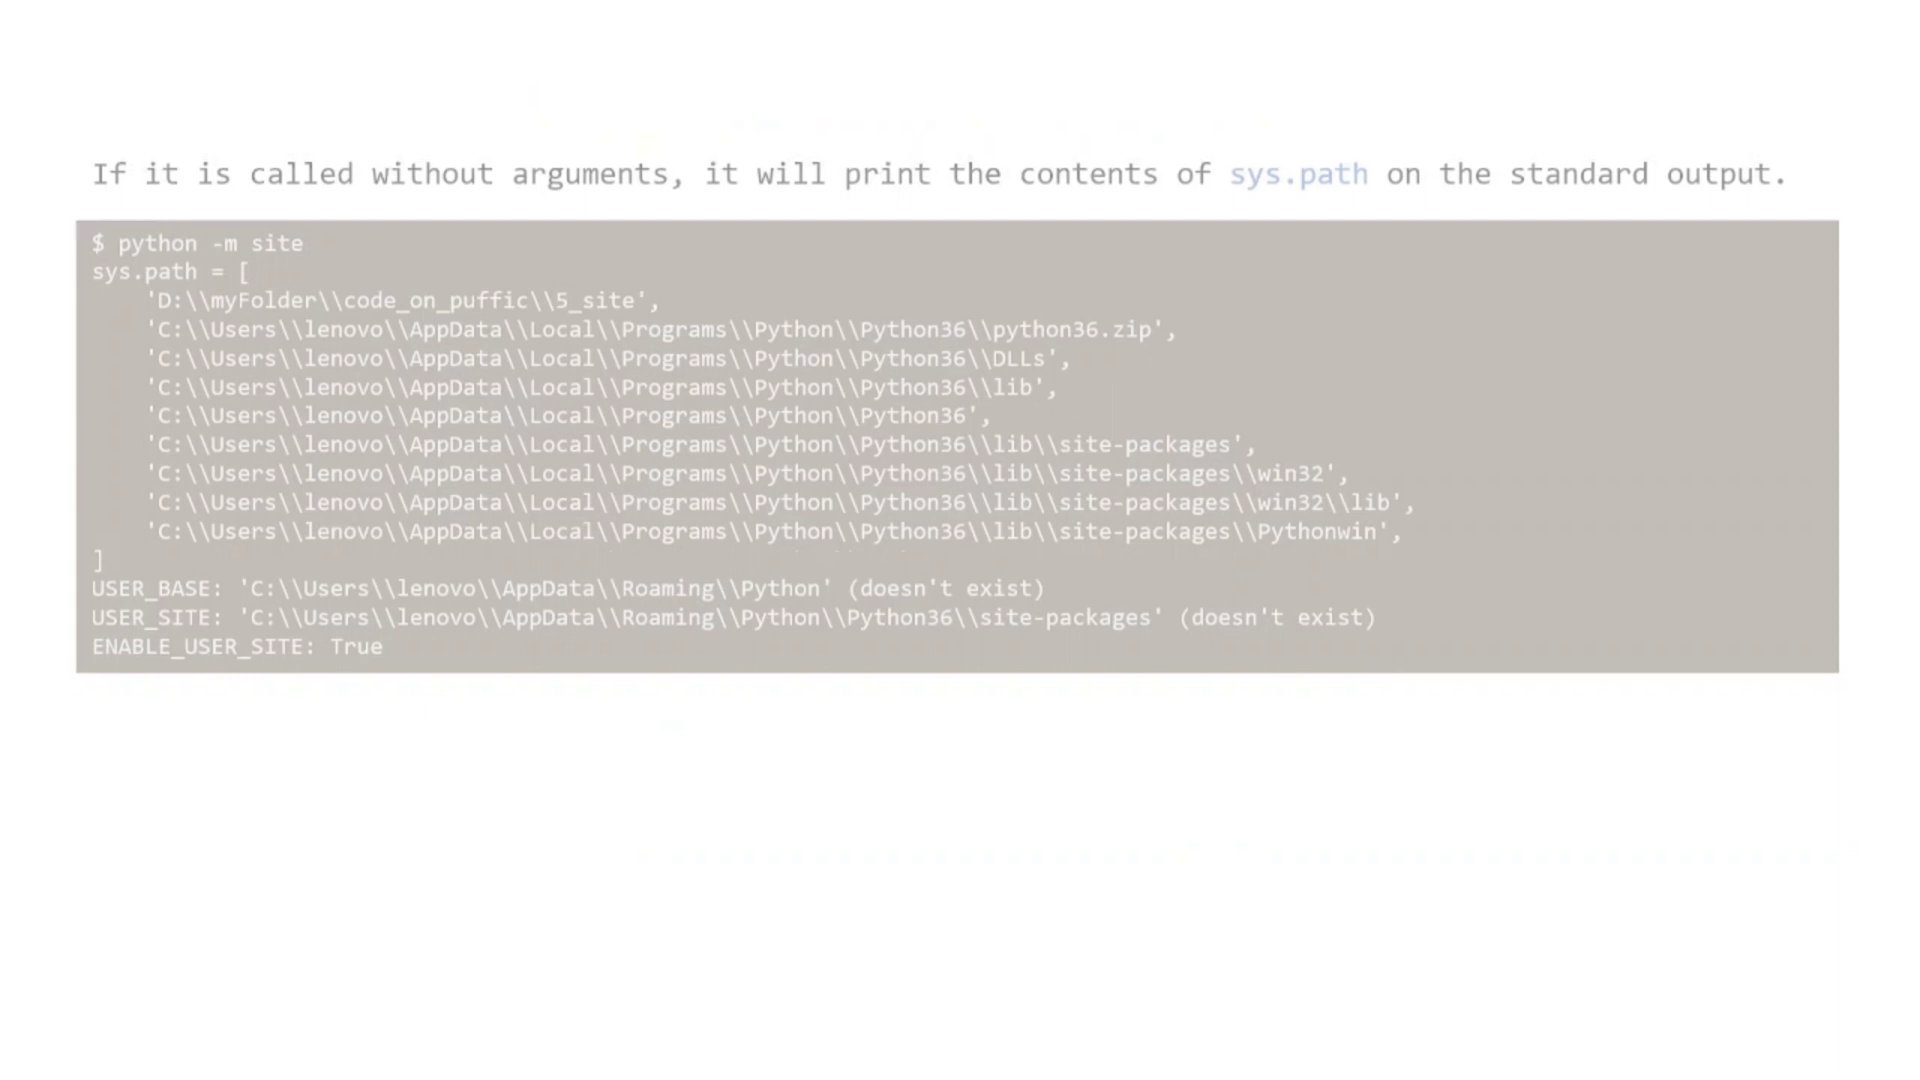 If it is called without arguments, it will print the contents of sys.path on the standard output.
$ python -m site
sys.path = [
    'D:\\myFolder\\code_on_puffic\\5_site',
    'C:\\Users\\lenovo\\AppData\\Local\\Programs\\Python\\Python36\\python36.zip',
    'C:\\Users\\lenovo\\AppData\\Local\\Programs\\Python\\Python36\\DLLs',
    'C:\\Users\\lenovo\\AppData\\Local\\Programs\\Python\\Python36\\lib',
    'C:\\Users\\lenovo\\AppData\\Local\\Programs\\Python\\Python36',
    'C:\\Users\\lenovo\\AppData\\Local\\Programs\\Python\\Python36\\lib\\site-packages',
    'C:\\Users\\lenovo\\AppData\\Local\\Programs\\Python\\Python36\\lib\\site-packages\\win32',
    'C:\\Users\\lenovo\\AppData\\Local\\Programs\\Python\\Python36\\lib\\site-packages\\win32\\lib',
    'C:\\Users\\lenovo\\AppData\\Local\\Programs\\Python\\Python36\\lib\\site-packages\\Pythonwin',
]
USER_BASE: 'C:\\Users\\lenovo\\AppData\\Roaming\\Python' (doesn't exist)
USER_SITE: 'C:\\Users\\lenovo\\AppData\\Roaming\\Python\\Python36\\site-packages' (doesn't exist)
ENABLE_USER_SITE: True